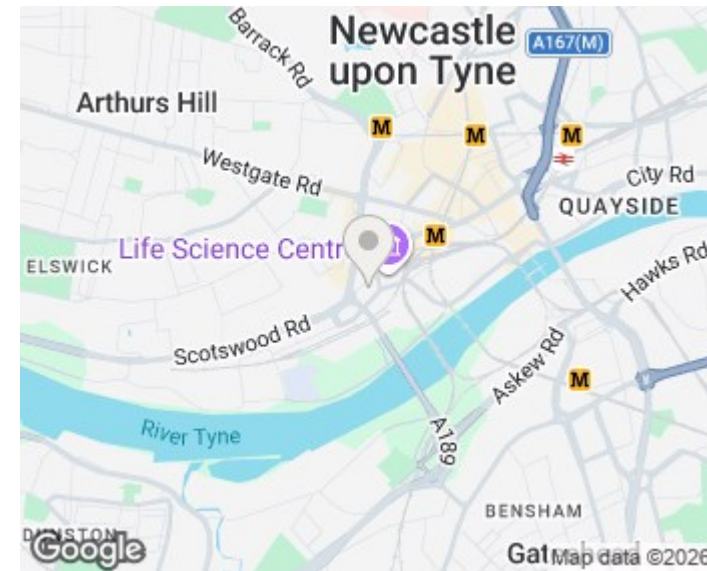 Newcastle
upon Tyne
A167(M)
Barrack Rd
Arthurs Hill
M
M
M
Westgate Rd
City Rd
QUAYSIDE
Life Science Centr
M
ELSWICK
Hawks Rd
Scotswood Rd
Askew Rd
M
River Tyne
A189
BENSHAM
Google
Map data ©2026